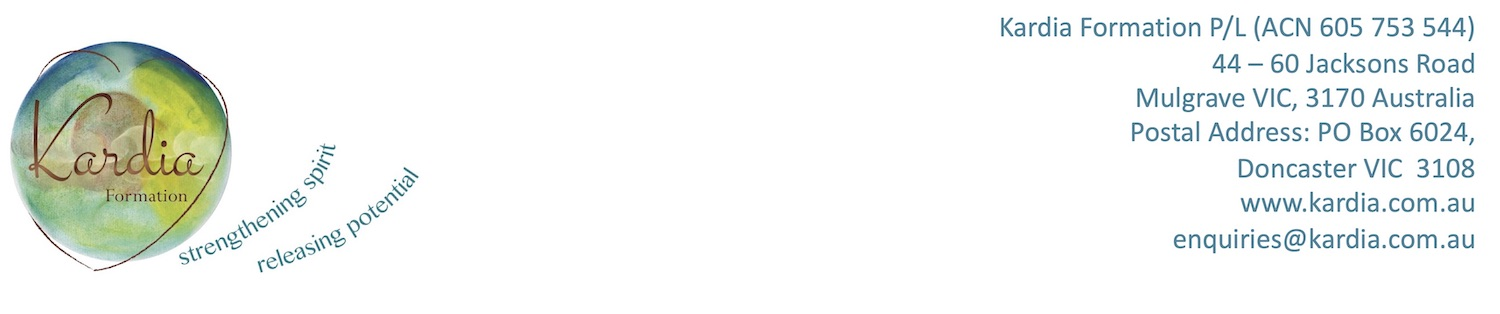 Kardia
Formation
strengthening spirit
releasing potential
Kardia Formation P/L (ACN 605 753 544)
44 – 60 Jacksons Road
Mulgrave VIC, 3170 Australia
Postal Address: PO Box 6024,
Doncaster VIC  3108
www.kardia.com.au
enquiries@kardia.com.au